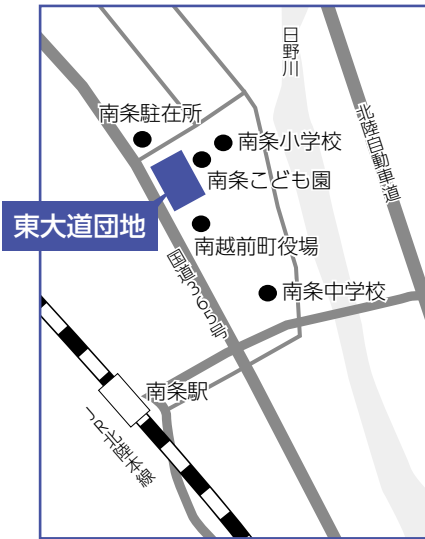 日野川
南条駐在所
北陸自動車道
南条小学校
南条こども園
東大道団地
南越前町役場
国道365号
南条中学校
南条駅
JR北陸本線